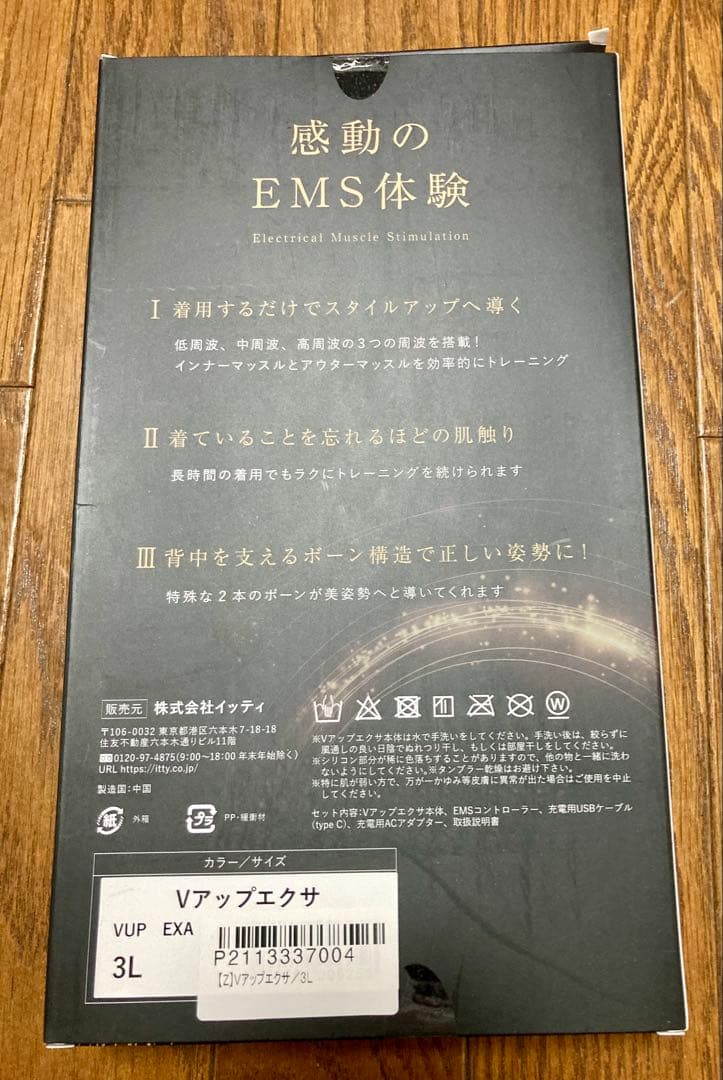 感動の
EMS体験
Electrical Muscle Stimulation
Ⅰ 着用するだけでスタイルアップへ導く
低周波、中周波、高周波の3つの周波を搭載！
インナーマッスルとアウターマッスルを効率的にトレーニング
Ⅱ 着ていることを忘れるほどの肌触り
長時間の着用でもラクにトレーニングを続けられます
Ⅲ 背中を支えるボーン構造で正しい姿勢に！
特殊な2本のボーンが美姿勢へと導いてくれます
販売元 株式会社イッティ
〒106-0032 東京都港区六本木7-18-18
住友不動産六本木通りビル11階
0120-97-4875(9:00〜18:00 年末年始除く)
URL https://itty.co.jp/
製造国:中国
紙 外箱
プラ PP・緩衝材
W
※Vアップエクサ本体は水で手洗いをしてください。手洗い後は、絞らずに
風通しの良い日陰でぬれつり干し、もしくは部屋干しをしてください。
※シリコン部分が稀に色落ちすることがありますので、他の物と一緒に洗わ
ないようにしてください。※タンブラー乾燥はお避け下さい。
※特に肌が弱い方で、万が一かゆみ等皮膚に異常が出た場合はご使用を中止
してください。
セット内容:Vアップエクサ本体、EMSコントローラー、充電用USBケーブル
(type C)、充電用ACアダプター、取扱説明書
カラー／サイズ
Vアップエクサ
VUP EXA
3L
P2113337004
【Z】Vアップエクサ／3L